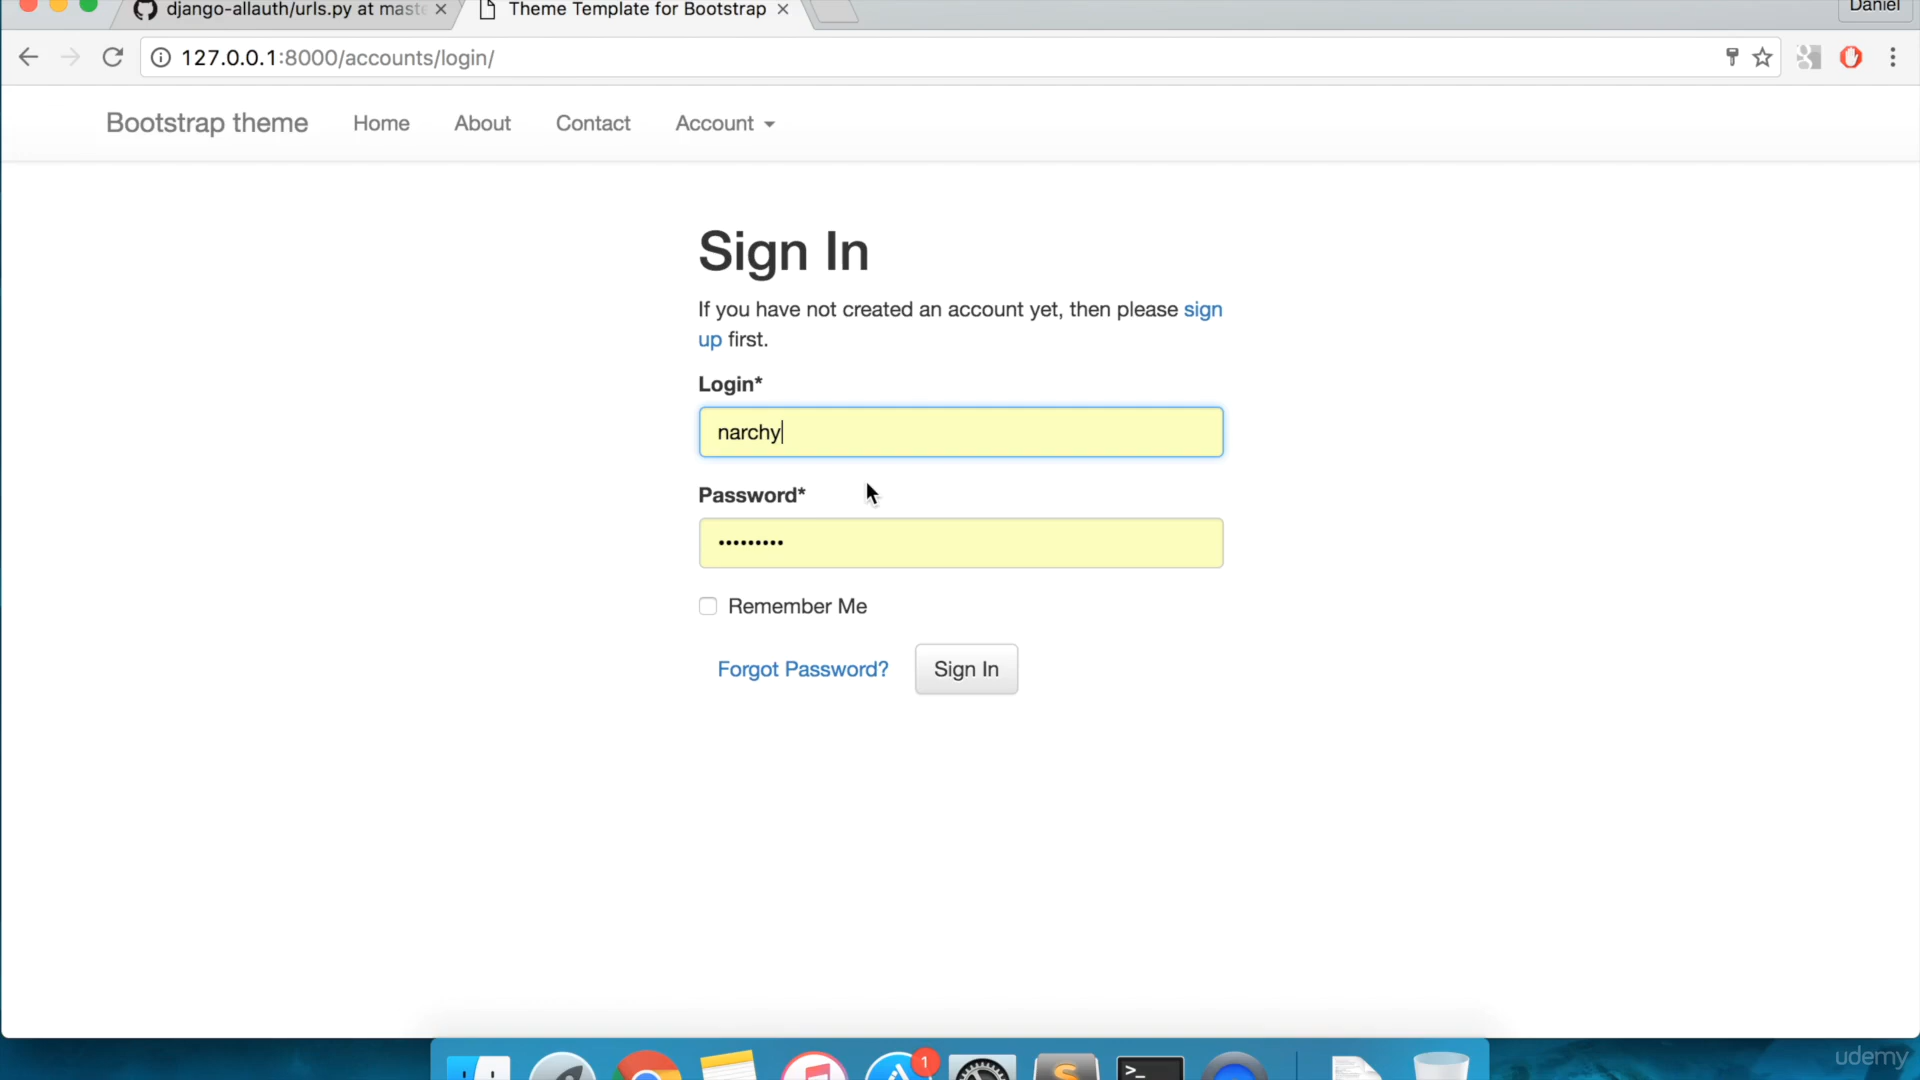 django-allauth/urls.py at maste
Theme Template for Bootstrap
Daniel
127.0.0.1:8000/accounts/login/
Bootstrap theme Home About Contact Account
Sign In
If you have not created an account yet, then please sign
up first.
Login*
narchy
Password*
•••••••••
Remember Me
Forgot Password? Sign In
1
S
>_
udemy